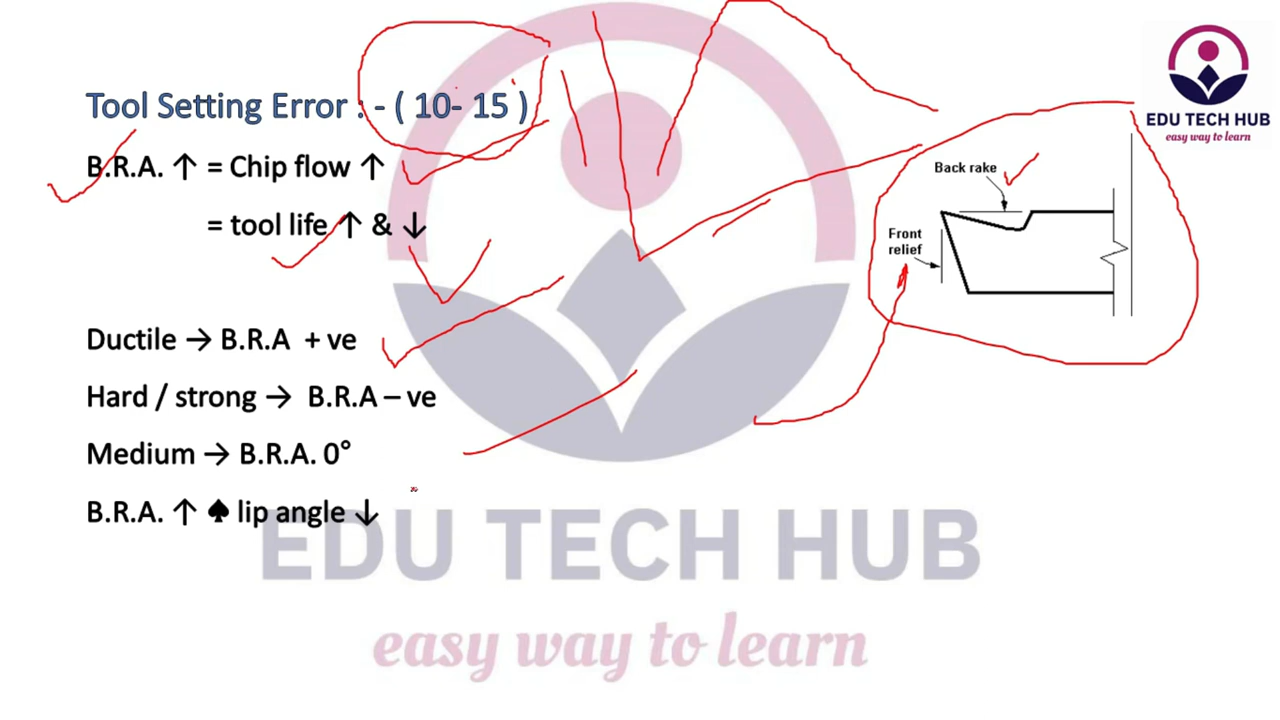 Tool Setting Error : - ( 10- 15 )
B.R.A. ↑ = Chip flow ↑
= tool life ↑ & ↓
Ductile → B.R.A + ve
Hard / strong → B.R.A – ve
Medium → B.R.A. 0°
B.R.A. ↑ ♠ lip angle ↓
Back rake
Front
relief
EDU TECH HUB
easy way to learn
EDU TECH HUB
easy way to learn